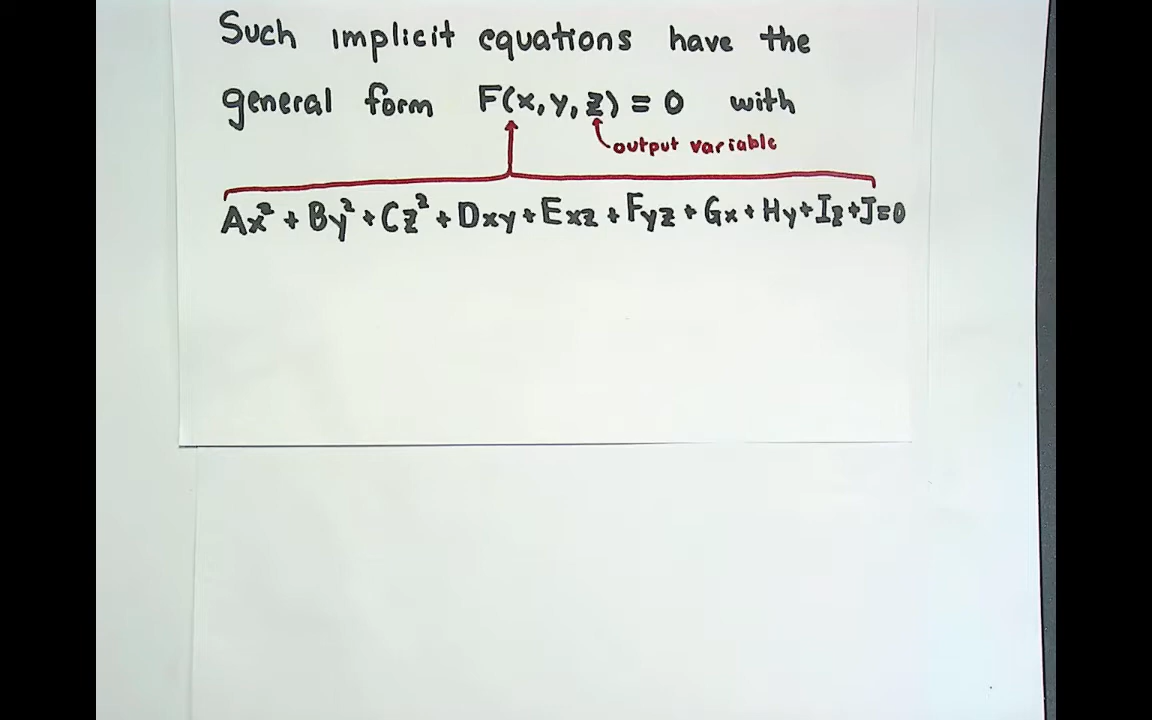 Such implicit equations have the
general form F(x, y, z) = 0 with
output variable
Ax² + By² + Cz² + Dxy + Exz + Fyz + Gx + Hy + Iz + J = 0